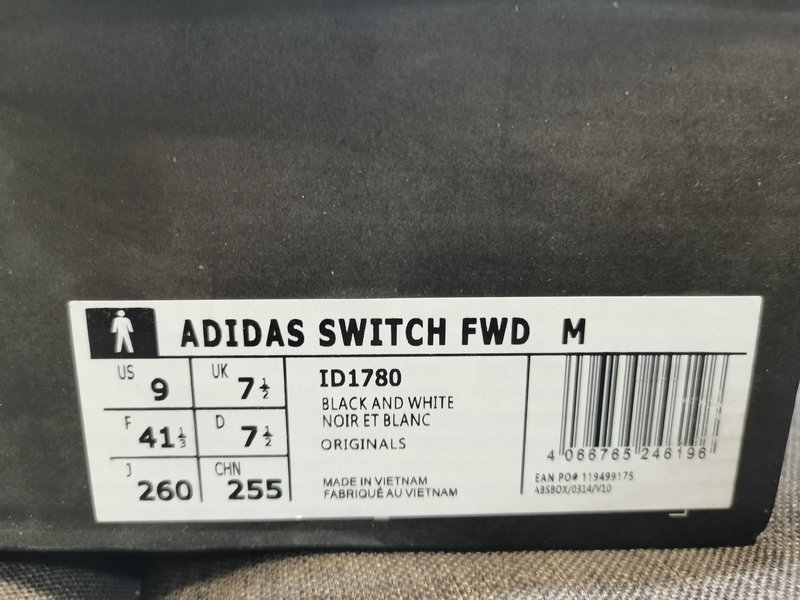 ADIDAS SWITCH FWD M
US 9 UK 7½
F 41⅓ D 7½
J 260 CHN 255
ID1780
BLACK AND WHITE
NOIR ET BLANC
ORIGINALS
MADE IN VIETNAM
FABRIQUÉ AU VIETNAM
4 066765 246196
EAN PO# 119499175
ABSBOX/0314/V10